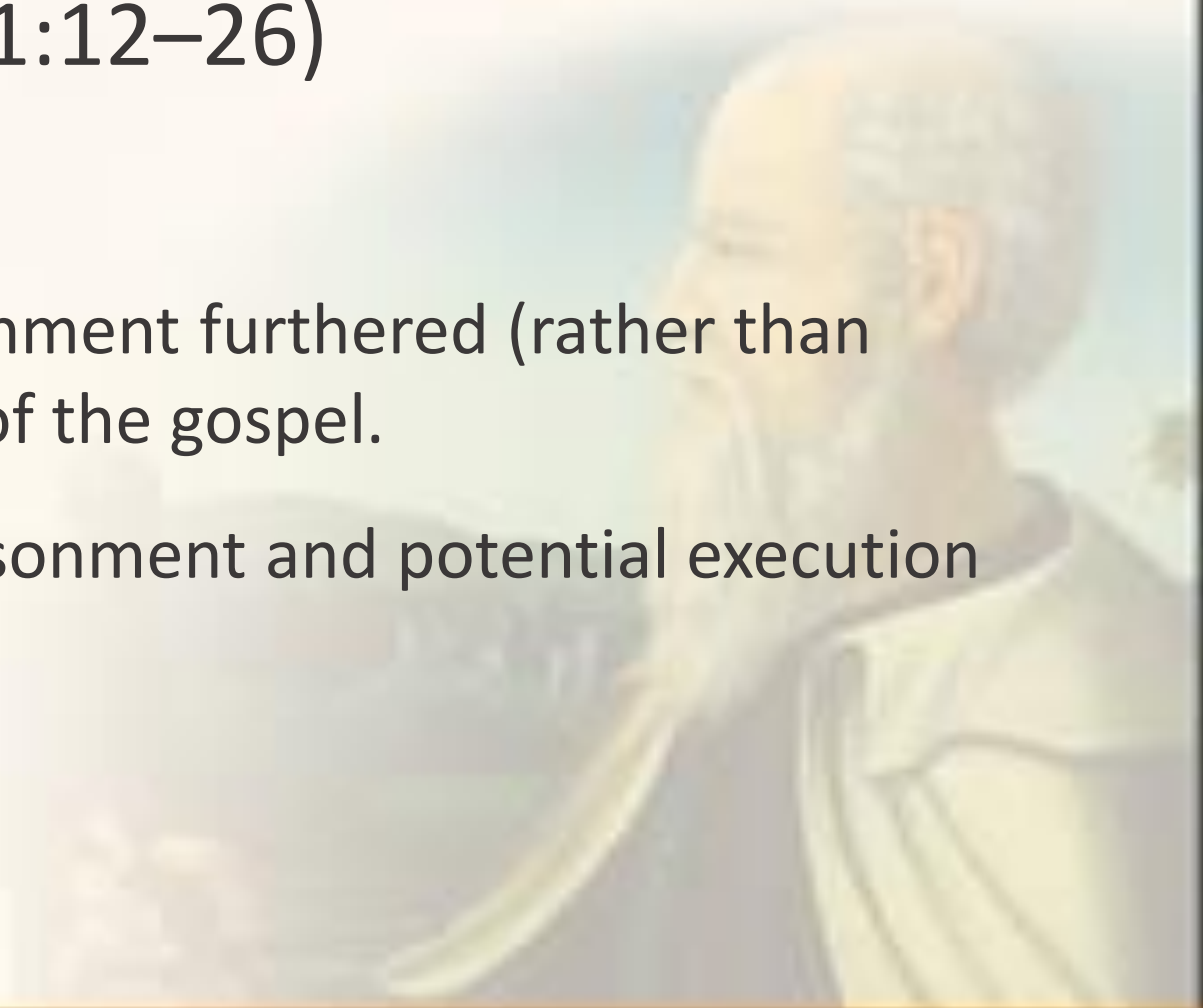 1:12–26)
nment furthered (rather than
of the gospel.
sonment and potential execution